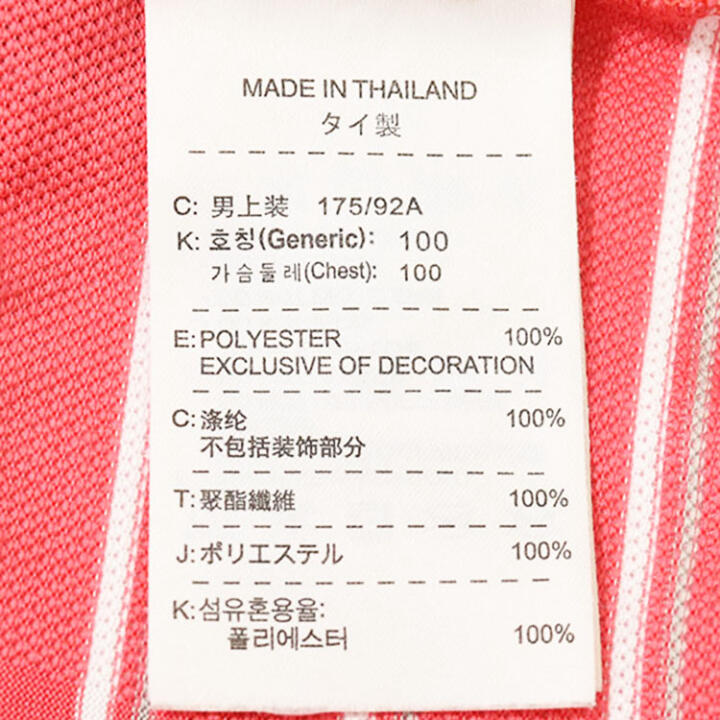 MADE IN THAILAND
タイ製
C: 男上装 175/92A
K: 호칭(Generic): 100
가슴둘레(Chest): 100
E: POLYESTER 100%
EXCLUSIVE OF DECORATION
C: 涤纶 100%
不包括装饰部分
T: 聚酯纖維 100%
J: ポリエステル 100%
K: 섬유혼용율:
폴리에스터 100%